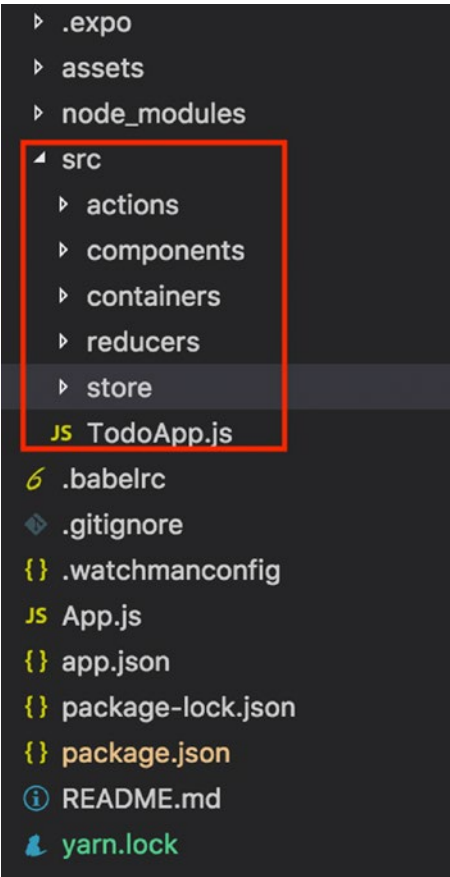 .expo
assets
node_modules
src
actions
components
containers
reducers
store
JS TodoApp.js
6 .babelrc
.gitignore
{} .watchmanconfig
JS App.js
{} app.json
{} package-lock.json
{} package.json
i README.md
yarn.lock